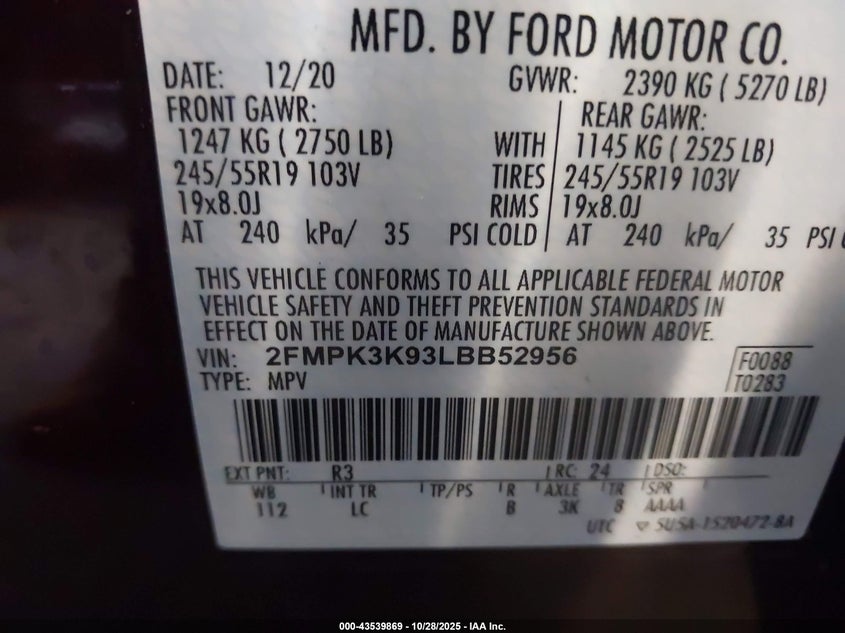 MFD. BY FORD MOTOR CO.
DATE: 12/20 GVWR: 2390 KG ( 5270 LB)
FRONT GAWR: REAR GAWR:
1247 KG ( 2750 LB) WITH 1145 KG ( 2525 LB)
245/55R19 103V TIRES 245/55R19 103V
19x8.0J RIMS 19x8.0J
AT 240 kPa/ 35 PSI COLD AT 240 kPa/ 35 PSI
THIS VEHICLE CONFORMS TO ALL APPLICABLE FEDERAL MOTOR
VEHICLE SAFETY AND THEFT PREVENTION STANDARDS IN
EFFECT ON THE DATE OF MANUFACTURE SHOWN ABOVE.
VIN: 2FMPK3K93LBB52956 F0088
TYPE: MPV T0283
EXT PNT: R3 RC: 24 DSO:
WB INT TR TP/PS R AXLE TR SPR
112 LC B 3K 8 AAAA
UTC SUSA-1520472-BA
000-43539869 - 10/28/2025 - IAA Inc.